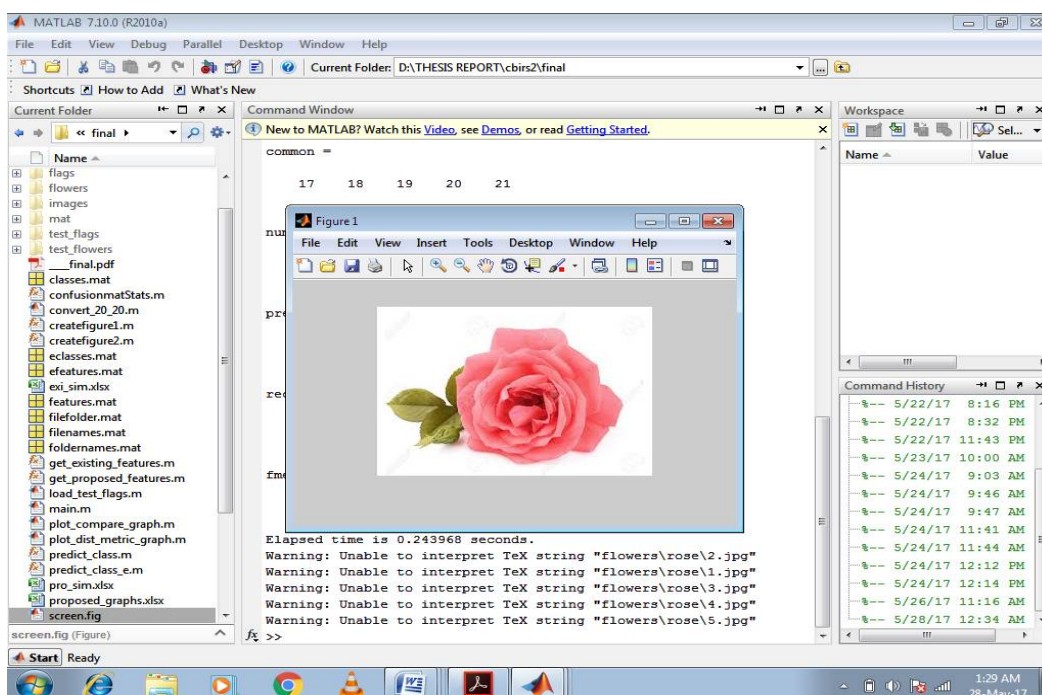 MATLAB 7.10.0 (R2010a)
File Edit View Debug Parallel Desktop Window Help
Current Folder: D:\THESIS REPORT\cbirs2\final
Shortcuts How to Add What's New
Current Folder
« final
Name
flags
flowers
images
mat
test_flags
test_flowers
___final.pdf
classes.mat
confusionmatStats.m
convert_20_20.m
createfigure1.m
createfigure2.m
eclasses.mat
efeatures.mat
exi_sim.xlsx
features.mat
filefolder.mat
filenames.mat
foldernames.mat
get_existing_features.m
get_proposed_features.m
load_test_flags.m
main.m
plot_compare_graph.m
plot_dist_metric_graph.m
predict_class.m
predict_class_e.m
pro_sim.xlsx
proposed_graphs.xlsx
screen.fig
screen.fig (Figure)
Command Window
New to MATLAB? Watch this Video, see Demos, or read Getting Started.
common =
17 18 19 20 21
Figure 1
File Edit View Insert Tools Desktop Window Help
Elapsed time is 0.243968 seconds.
Warning: Unable to interpret TeX string "flowers\rose\2.jpg"
Warning: Unable to interpret TeX string "flowers\rose\1.jpg"
Warning: Unable to interpret TeX string "flowers\rose\3.jpg"
Warning: Unable to interpret TeX string "flowers\rose\4.jpg"
Warning: Unable to interpret TeX string "flowers\rose\5.jpg"
fx >>
Workspace
Sel...
Name Value
Command History
%-- 5/22/17 8:16 PM
%-- 5/22/17 8:32 PM
%-- 5/22/17 11:43 PM
%-- 5/23/17 10:00 AM
%-- 5/24/17 9:03 AM
%-- 5/24/17 9:46 AM
%-- 5/24/17 9:47 AM
%-- 5/24/17 11:41 AM
%-- 5/24/17 11:44 AM
%-- 5/24/17 12:12 PM
%-- 5/24/17 12:14 PM
%-- 5/26/17 11:16 AM
%-- 5/28/17 12:34 AM
Start Ready
1:29 AM
28-May-17